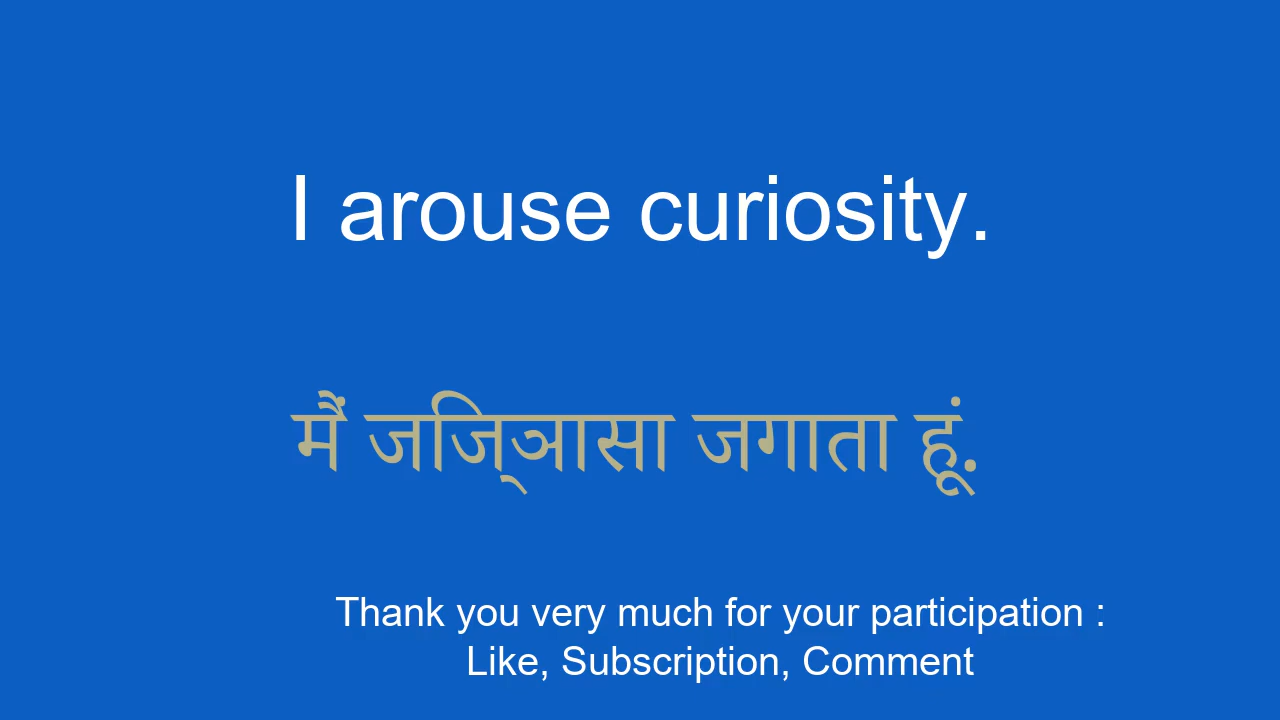 I arouse curiosity.
मैं जिज्ञासा जगाता हूं.
Thank you very much for your participation :
Like, Subscription, Comment